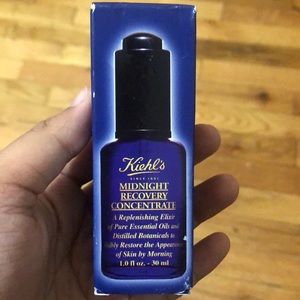 Kiehl's
SINCE 1851
MIDNIGHT
RECOVERY
CONCENTRATE
A Replenishing Elixir
of Pure Essential Oils and
Distilled Botanicals to
Visibly Restore the Appearance
of Skin by Morning
1.0 fl. oz. - 30 ml